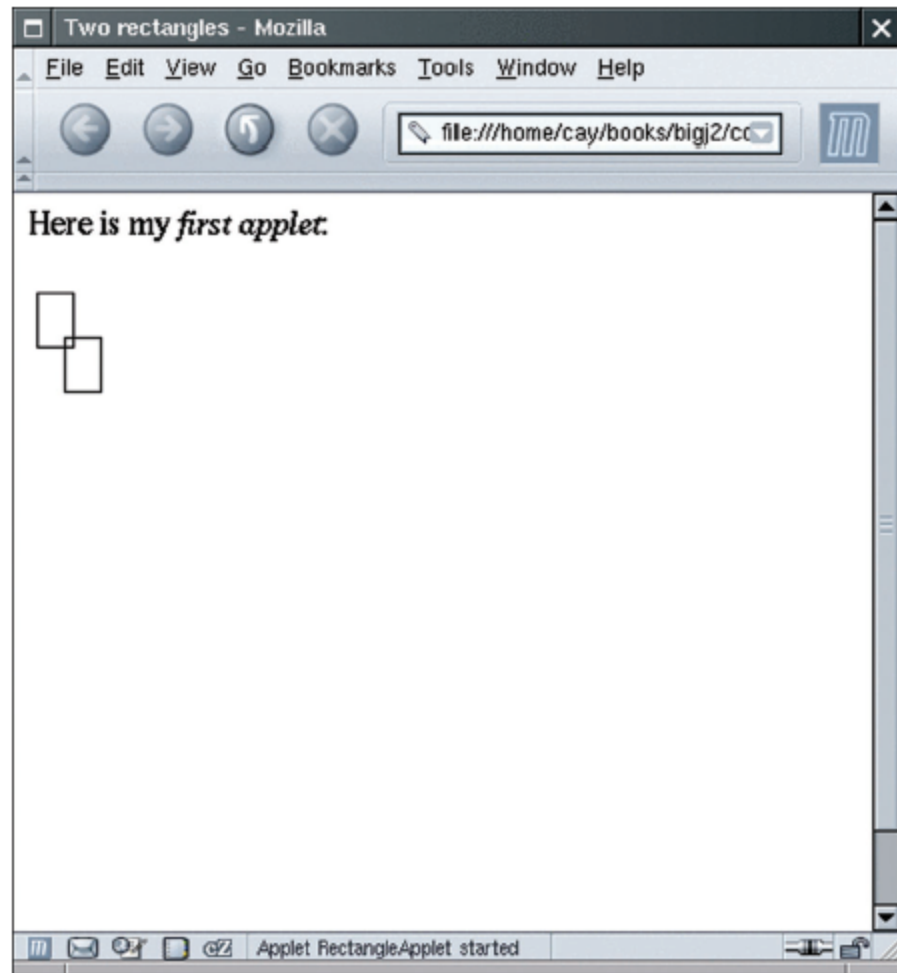 Two rectangles - Mozilla
File Edit View Go Bookmarks Tools Window Help
file:///home/cay/books/bigj2/cc
Here is my first applet:
Applet RectangleApplet started